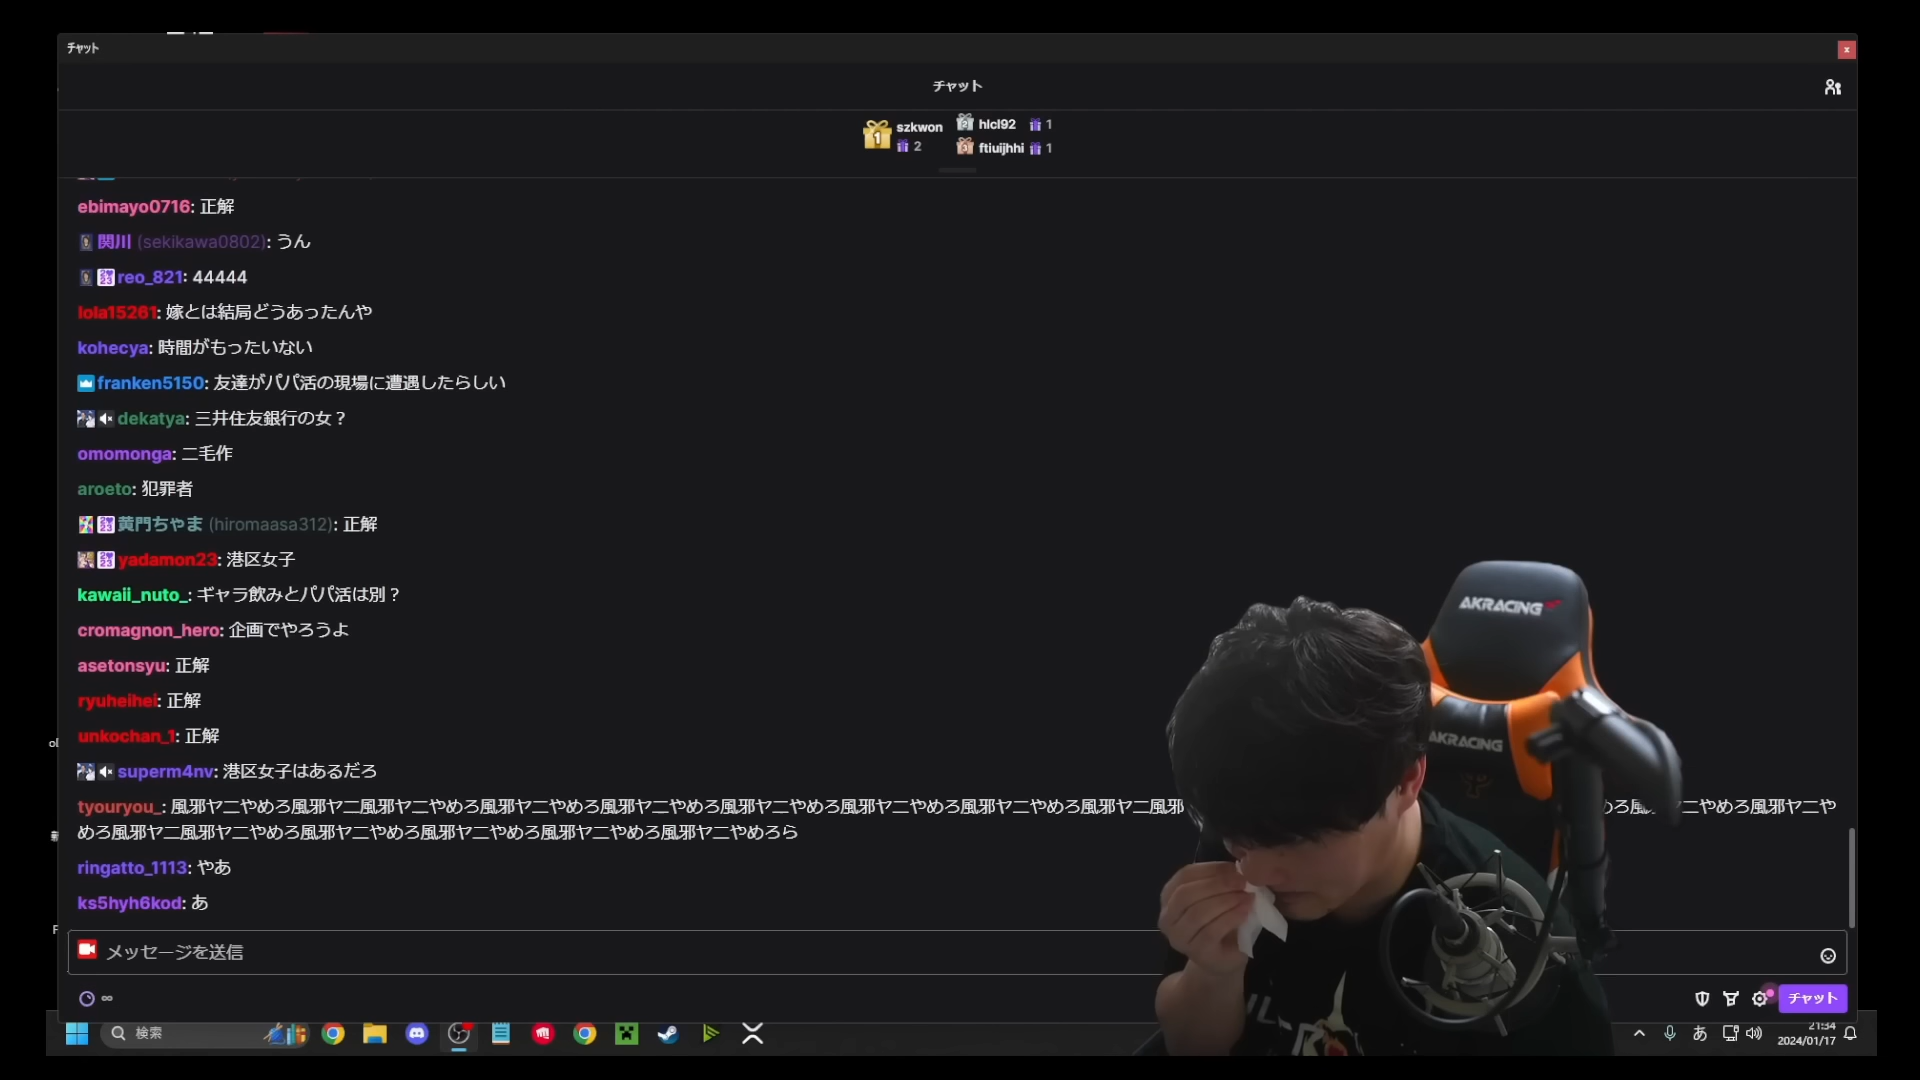 チャット
チャット
szkwon
2
hlcl92 1
ftiuijhhi 1
ebimayo0716: 正解
関川 (sekikawa0802): うん
reo_821: 44444
lola15261: 嫁とは結局どうあったんや
kohecya: 時間がもったいない
franken5150: 友達がパパ活の現場に遭遇したらしい
dekatya: 三井住友銀行の女？
omomonga: 二毛作
aroeto: 犯罪者
黄門ちゃま (hiromaasa312): 正解
yadamon23: 港区女子
kawaii_nuto_: ギャラ飲みとパパ活は別？
cromagnon_hero: 企画でやろうよ
asetonsyu: 正解
ryuheihei: 正解
unkochan_1: 正解
superm4nv: 港区女子はあるだろ
tyouryou_: 風邪ヤニやめろ風邪ヤニ風邪ヤニやめろ風邪ヤニやめろ風邪ヤニやめろ風邪ヤニやめろ風邪ヤニやめろ風邪ヤニやめろ風邪ヤニ風邪 ニやめろ風邪ヤニや
めろ風邪ヤニ風邪ヤニやめろ風邪ヤニやめろ風邪ヤニやめろ風邪ヤニやめろ風邪ヤニやめろら
ringatto_1113: やあ
ks5hyh6kod: あ
メッセージを送信
∞
チャット
AKRACING
AKRACING
検索
あ
21:34
2024/01/17